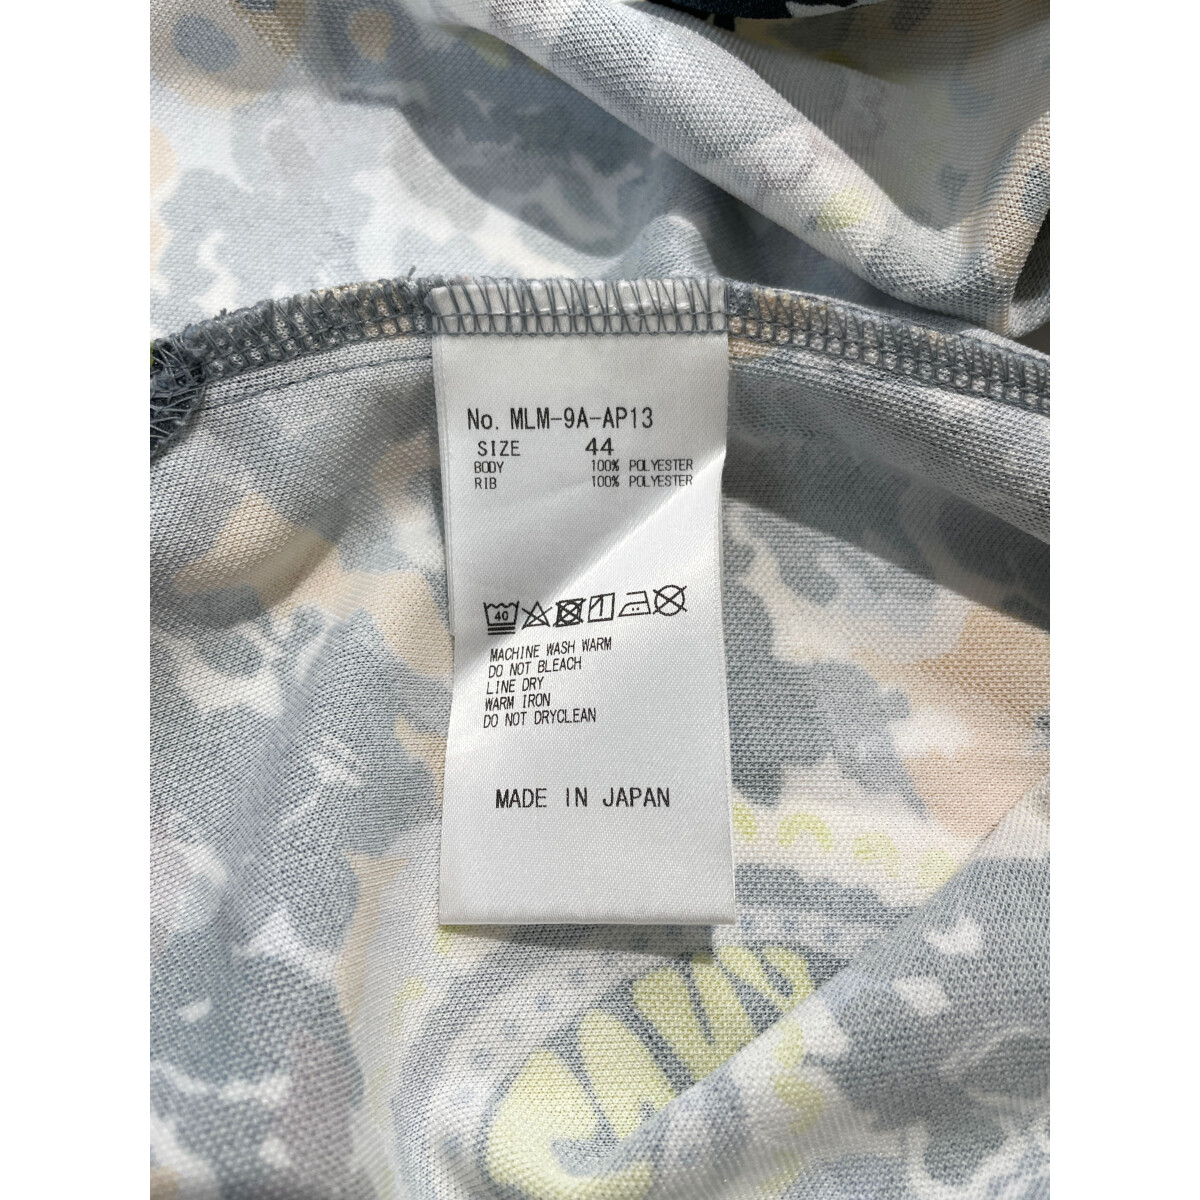 No. MLM-9A-AP13
SIZE 44
BODY 100% POLYESTER
RIB 100% POLYESTER
40
MACHINE WASH WARM
DO NOT BLEACH
LINE DRY
WARM IRON
DO NOT DRYCLEAN
MADE IN JAPAN